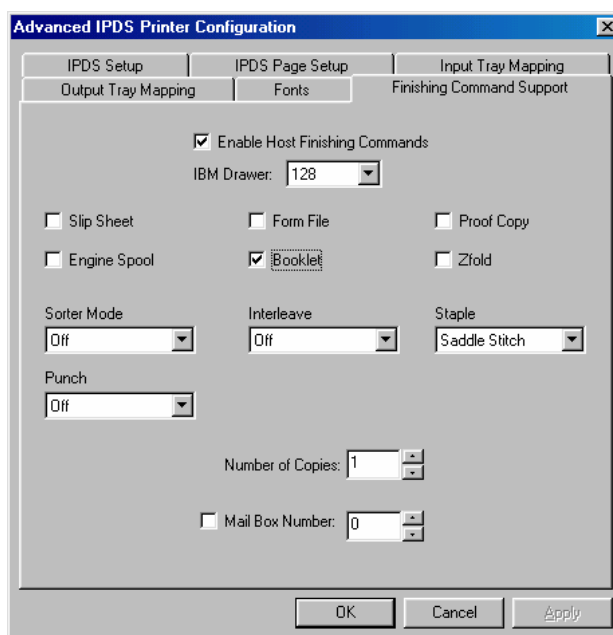 Advanced IPDS Printer Configuration
IPDS Setup
IPDS Page Setup
Input Tray Mapping
Output Tray Mapping
Fonts
Finishing Command Support
Enable Host Finishing Commands
IBM Drawer: 128
Slip Sheet
Form File
Proof Copy
Engine Spool
Booklet
Zfold
Sorter Mode
Interleave
Staple
Off
Off
Saddle Stitch
Punch
Off
Number of Copies: 1
Mail Box Number: 0
OK
Cancel
Apply